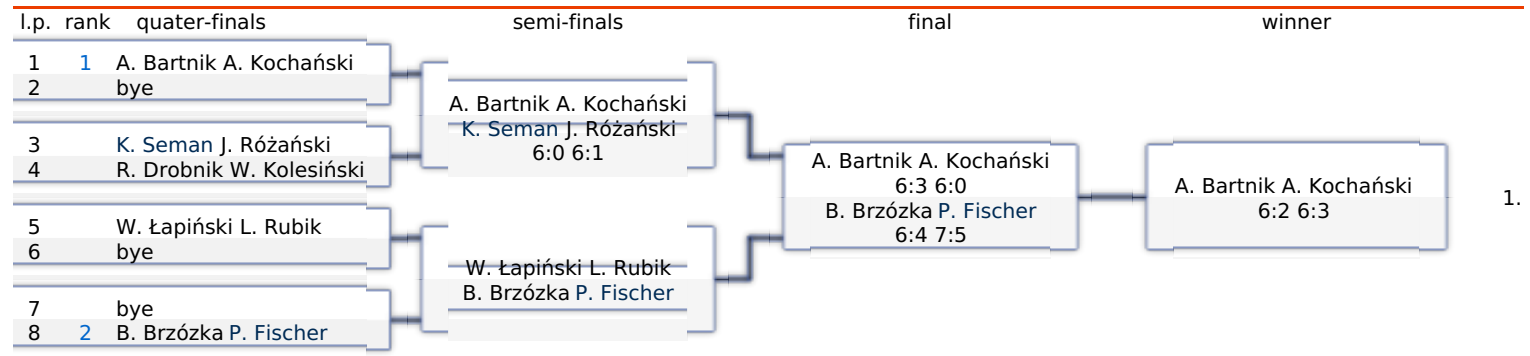 l.p. rank quater-finals semi-finals final winner
1 1 A. Bartnik A. Kochański
2 bye
3 K. Seman J. Różański
4 R. Drobnik W. Kolesiński
5 W. Łapiński L. Rubik
6 bye
7 bye
8 2 B. Brzózka P. Fischer
A. Bartnik A. Kochański
K. Seman J. Różański
6:0 6:1
W. Łapiński L. Rubik
B. Brzózka P. Fischer
A. Bartnik A. Kochański
6:3 6:0
B. Brzózka P. Fischer
6:4 7:5
A. Bartnik A. Kochański
6:2 6:3
1.